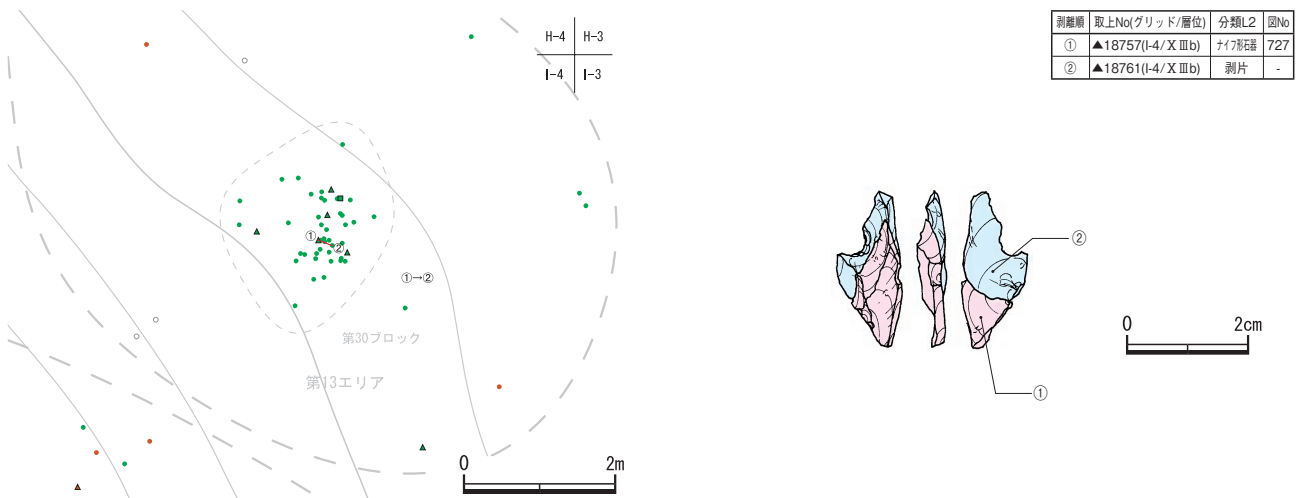 H-4 H-3
I-4 I-3
①
②
①→②
第30ブロック
第13エリア
0 2m
剥離順 取上No(グリッド/層位) 分類L2 図No
① ▲18757(I-4/XⅢb) ナイフ形石器 727
② ▲18761(I-4/XⅢb) 剥片 -
②
①
0 2cm